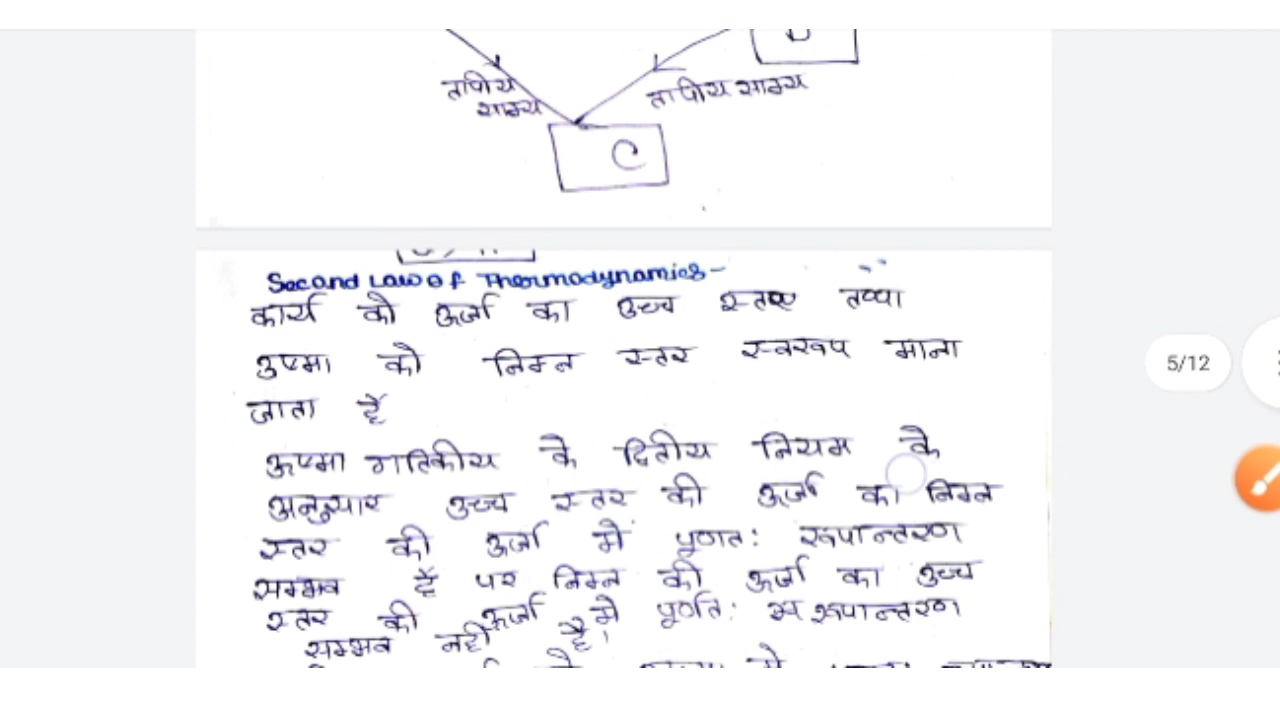 तापीय
साम्य
तापीय साम्य
C
Second Law of Thermodynamics-
कार्य को ऊर्जा का उच्च स्तर तथा
उष्मा को निम्न स्तर स्वरूप माना
जाता है
ऊष्मा गतिकीय के द्वितीय नियम के
अनुसार उच्च स्तर की ऊर्जा का निम्न
स्तर की ऊर्जा में पूणत: रूपान्तरण
सम्भव है पर निम्न की ऊर्जा का उच्च
स्तर की ऊर्जा मे पूर्णत: रूपान्तरण
सम्भव नही है।
5/12